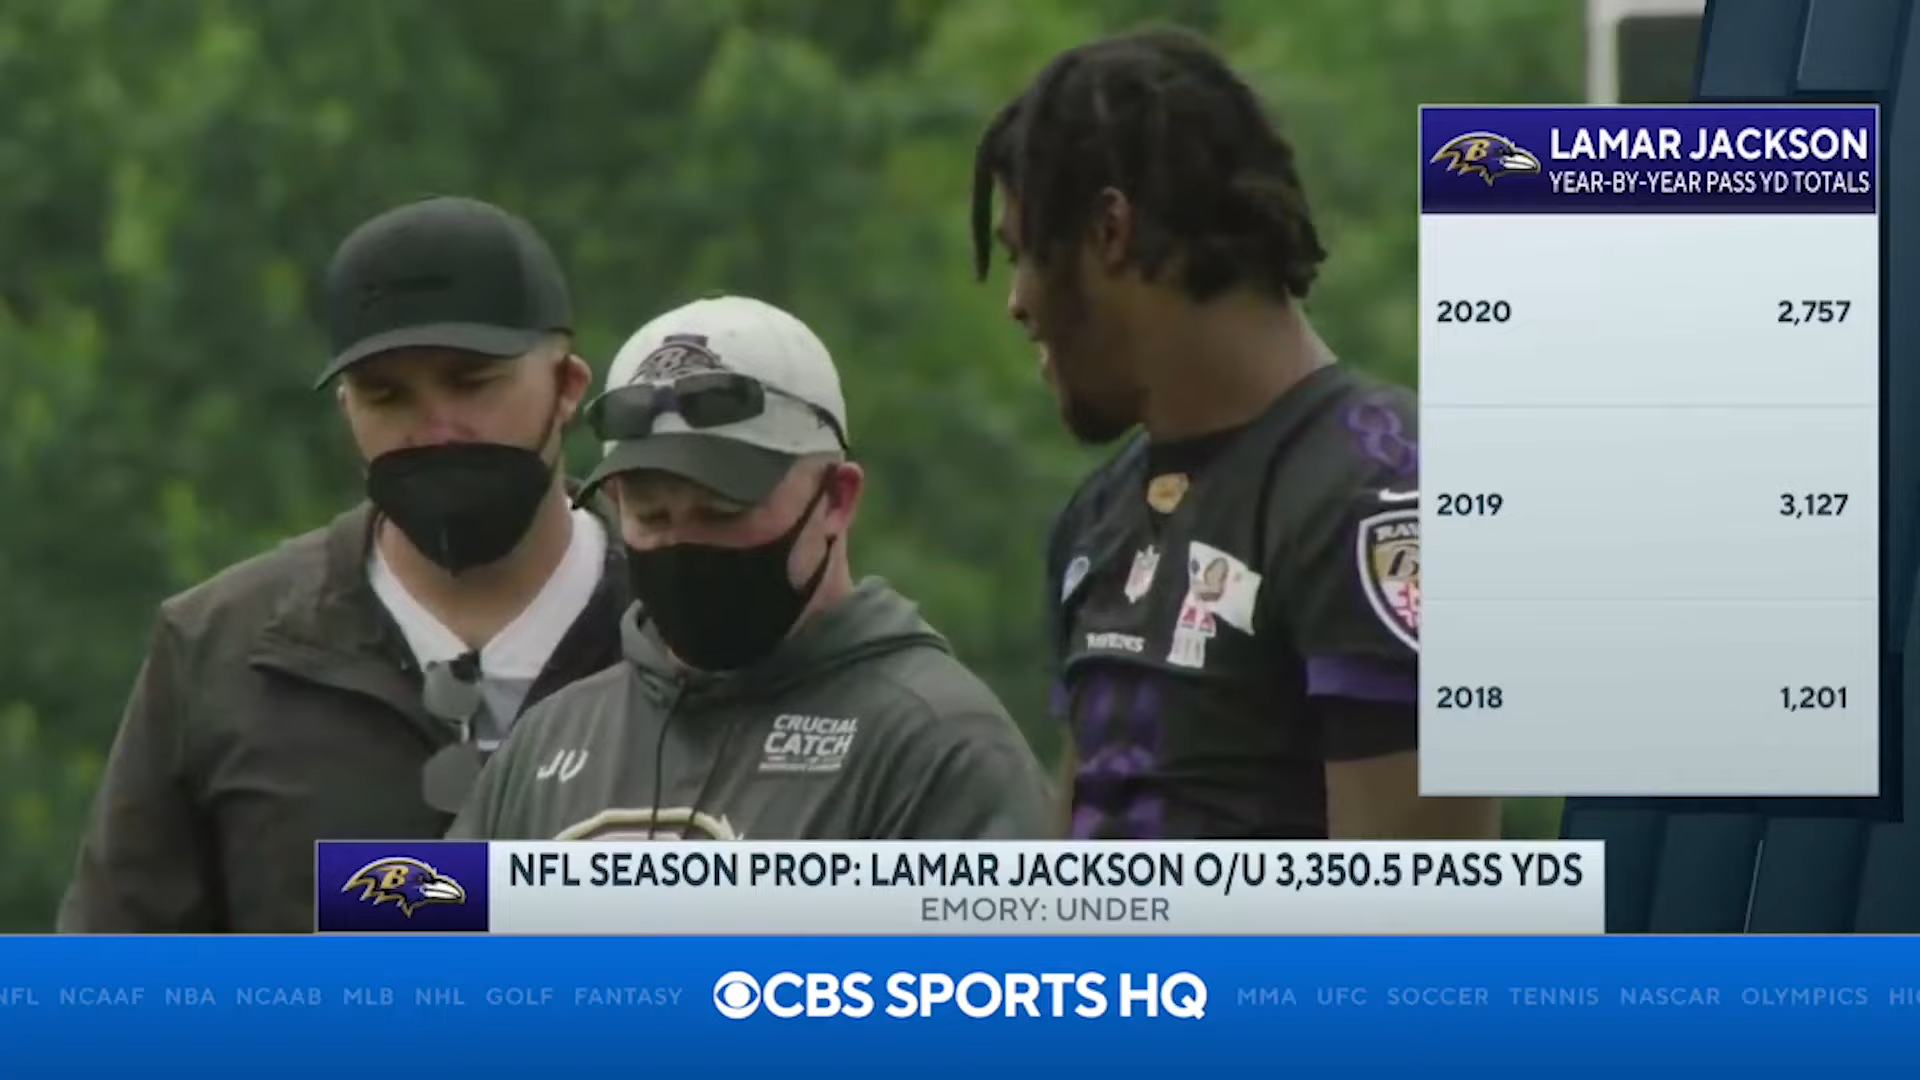 LAMAR JACKSON
YEAR-BY-YEAR PASS YD TOTALS
2020 2,757
2019 3,127
2018 1,201
CRUCIAL
CATCH
JU
B
RAVENS
NFL SEASON PROP: LAMAR JACKSON O/U 3,350.5 PASS YDS
EMORY: UNDER
NFL NCAAF NBA NCAAB MLB NHL GOLF FANTASY CBS SPORTS HQ MMA UFC SOCCER TENNIS NASCAR OLYMPICS HI